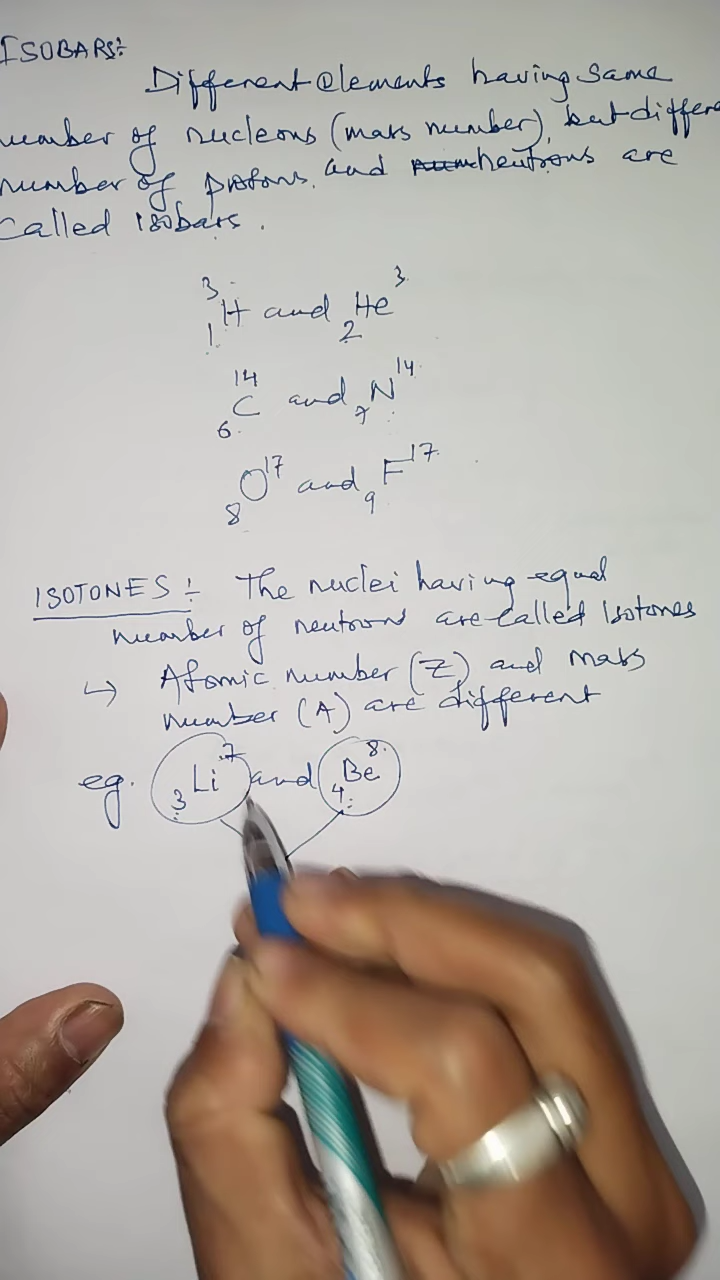 ISOBARS:-
Different elements having same
number of nucleons (mass number), but differe
number of protons, and neutrons are
called isobars.
³₁H and ₂He³
¹⁴₆C and ₇N¹⁴
₈O¹⁷ and ₉F¹⁷
ISOTONES:- The nuclei having equal
number of neutrons are called Isotones
↳ Atomic number (Z) and mass
number (A) are different
eg. ₃Li⁷ and ₄Be⁸